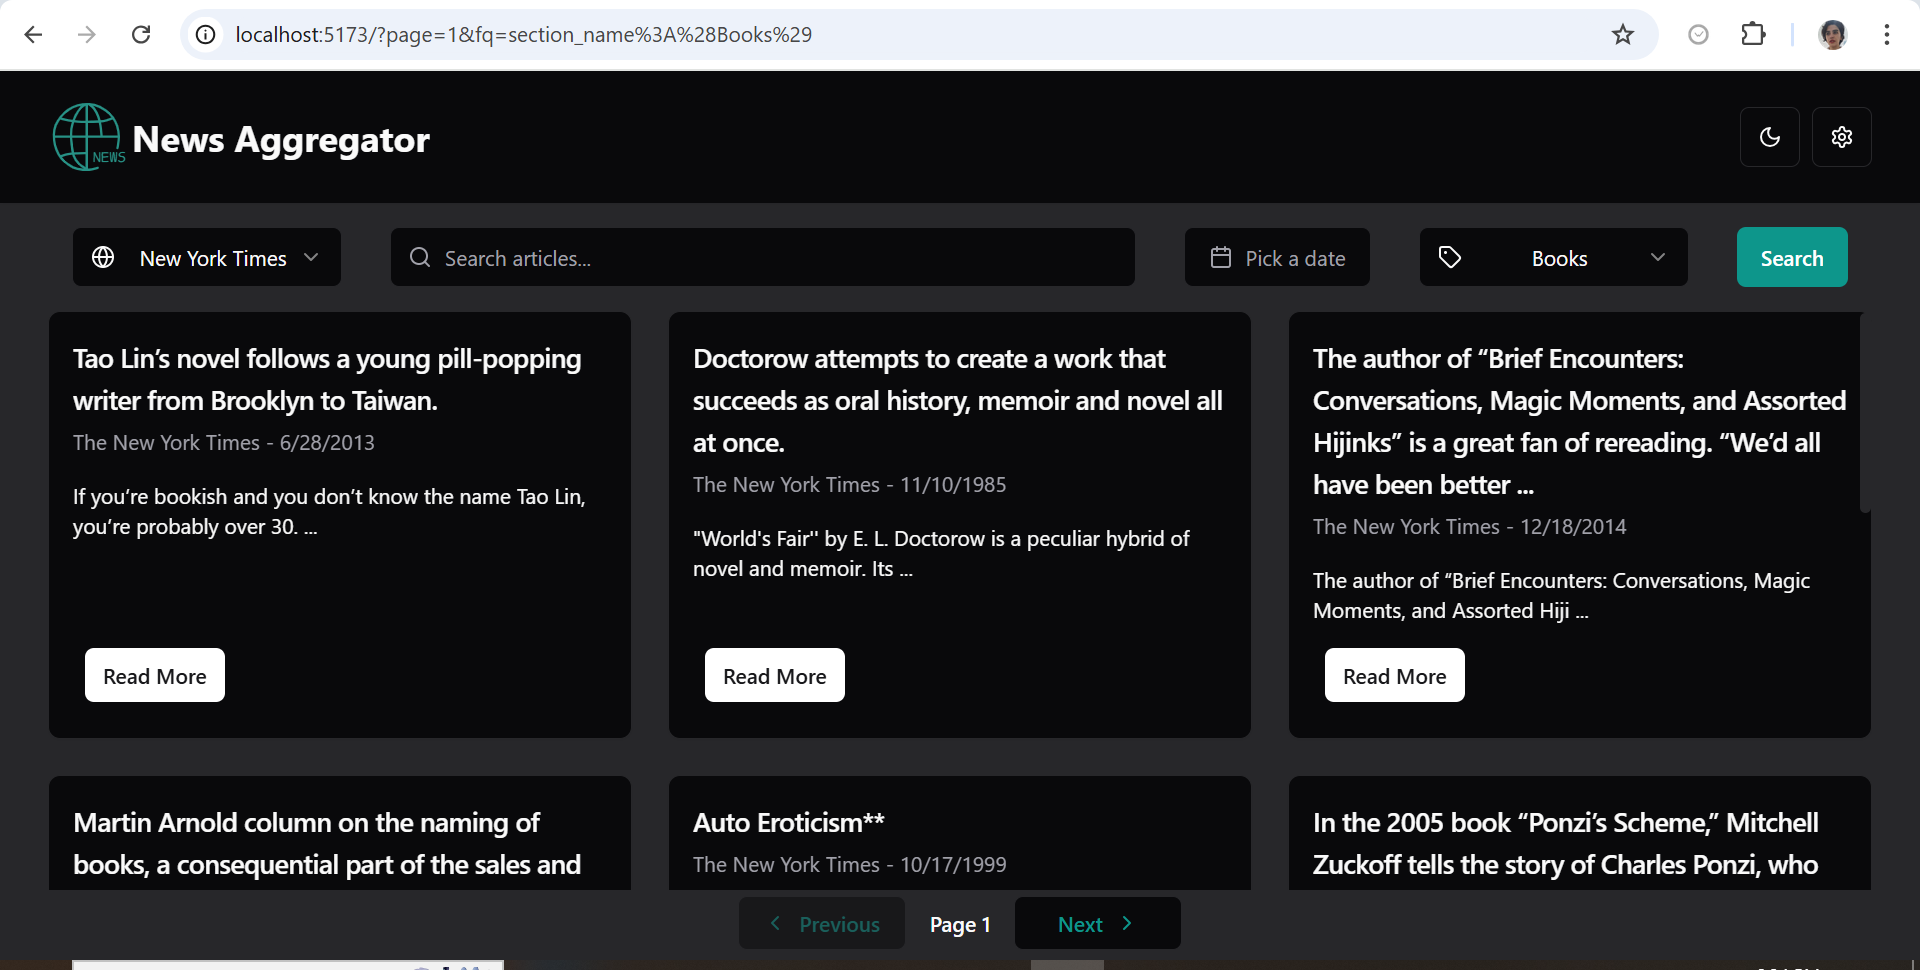 localhost:5173/?page=1&fq=section_name%3A%28Books%29
NEWS
News Aggregator
New York Times
Search articles...
Pick a date
Books
Search
Tao Lin’s novel follows a young pill-popping
writer from Brooklyn to Taiwan.
The New York Times - 6/28/2013
If you’re bookish and you don’t know the name Tao Lin,
you’re probably over 30. ...
Read More
Doctorow attempts to create a work that
succeeds as oral history, memoir and novel all
at once.
The New York Times - 11/10/1985
"World's Fair'' by E. L. Doctorow is a peculiar hybrid of
novel and memoir. Its ...
Read More
The author of “Brief Encounters:
Conversations, Magic Moments, and Assorted
Hijinks” is a great fan of rereading. “We’d all
have been better ...
The New York Times - 12/18/2014
The author of “Brief Encounters: Conversations, Magic
Moments, and Assorted Hiji ...
Read More
Martin Arnold column on the naming of
books, a consequential part of the sales and
Auto Eroticism**
The New York Times - 10/17/1999
In the 2005 book “Ponzi’s Scheme,” Mitchell
Zuckoff tells the story of Charles Ponzi, who
Previous
Page 1
Next